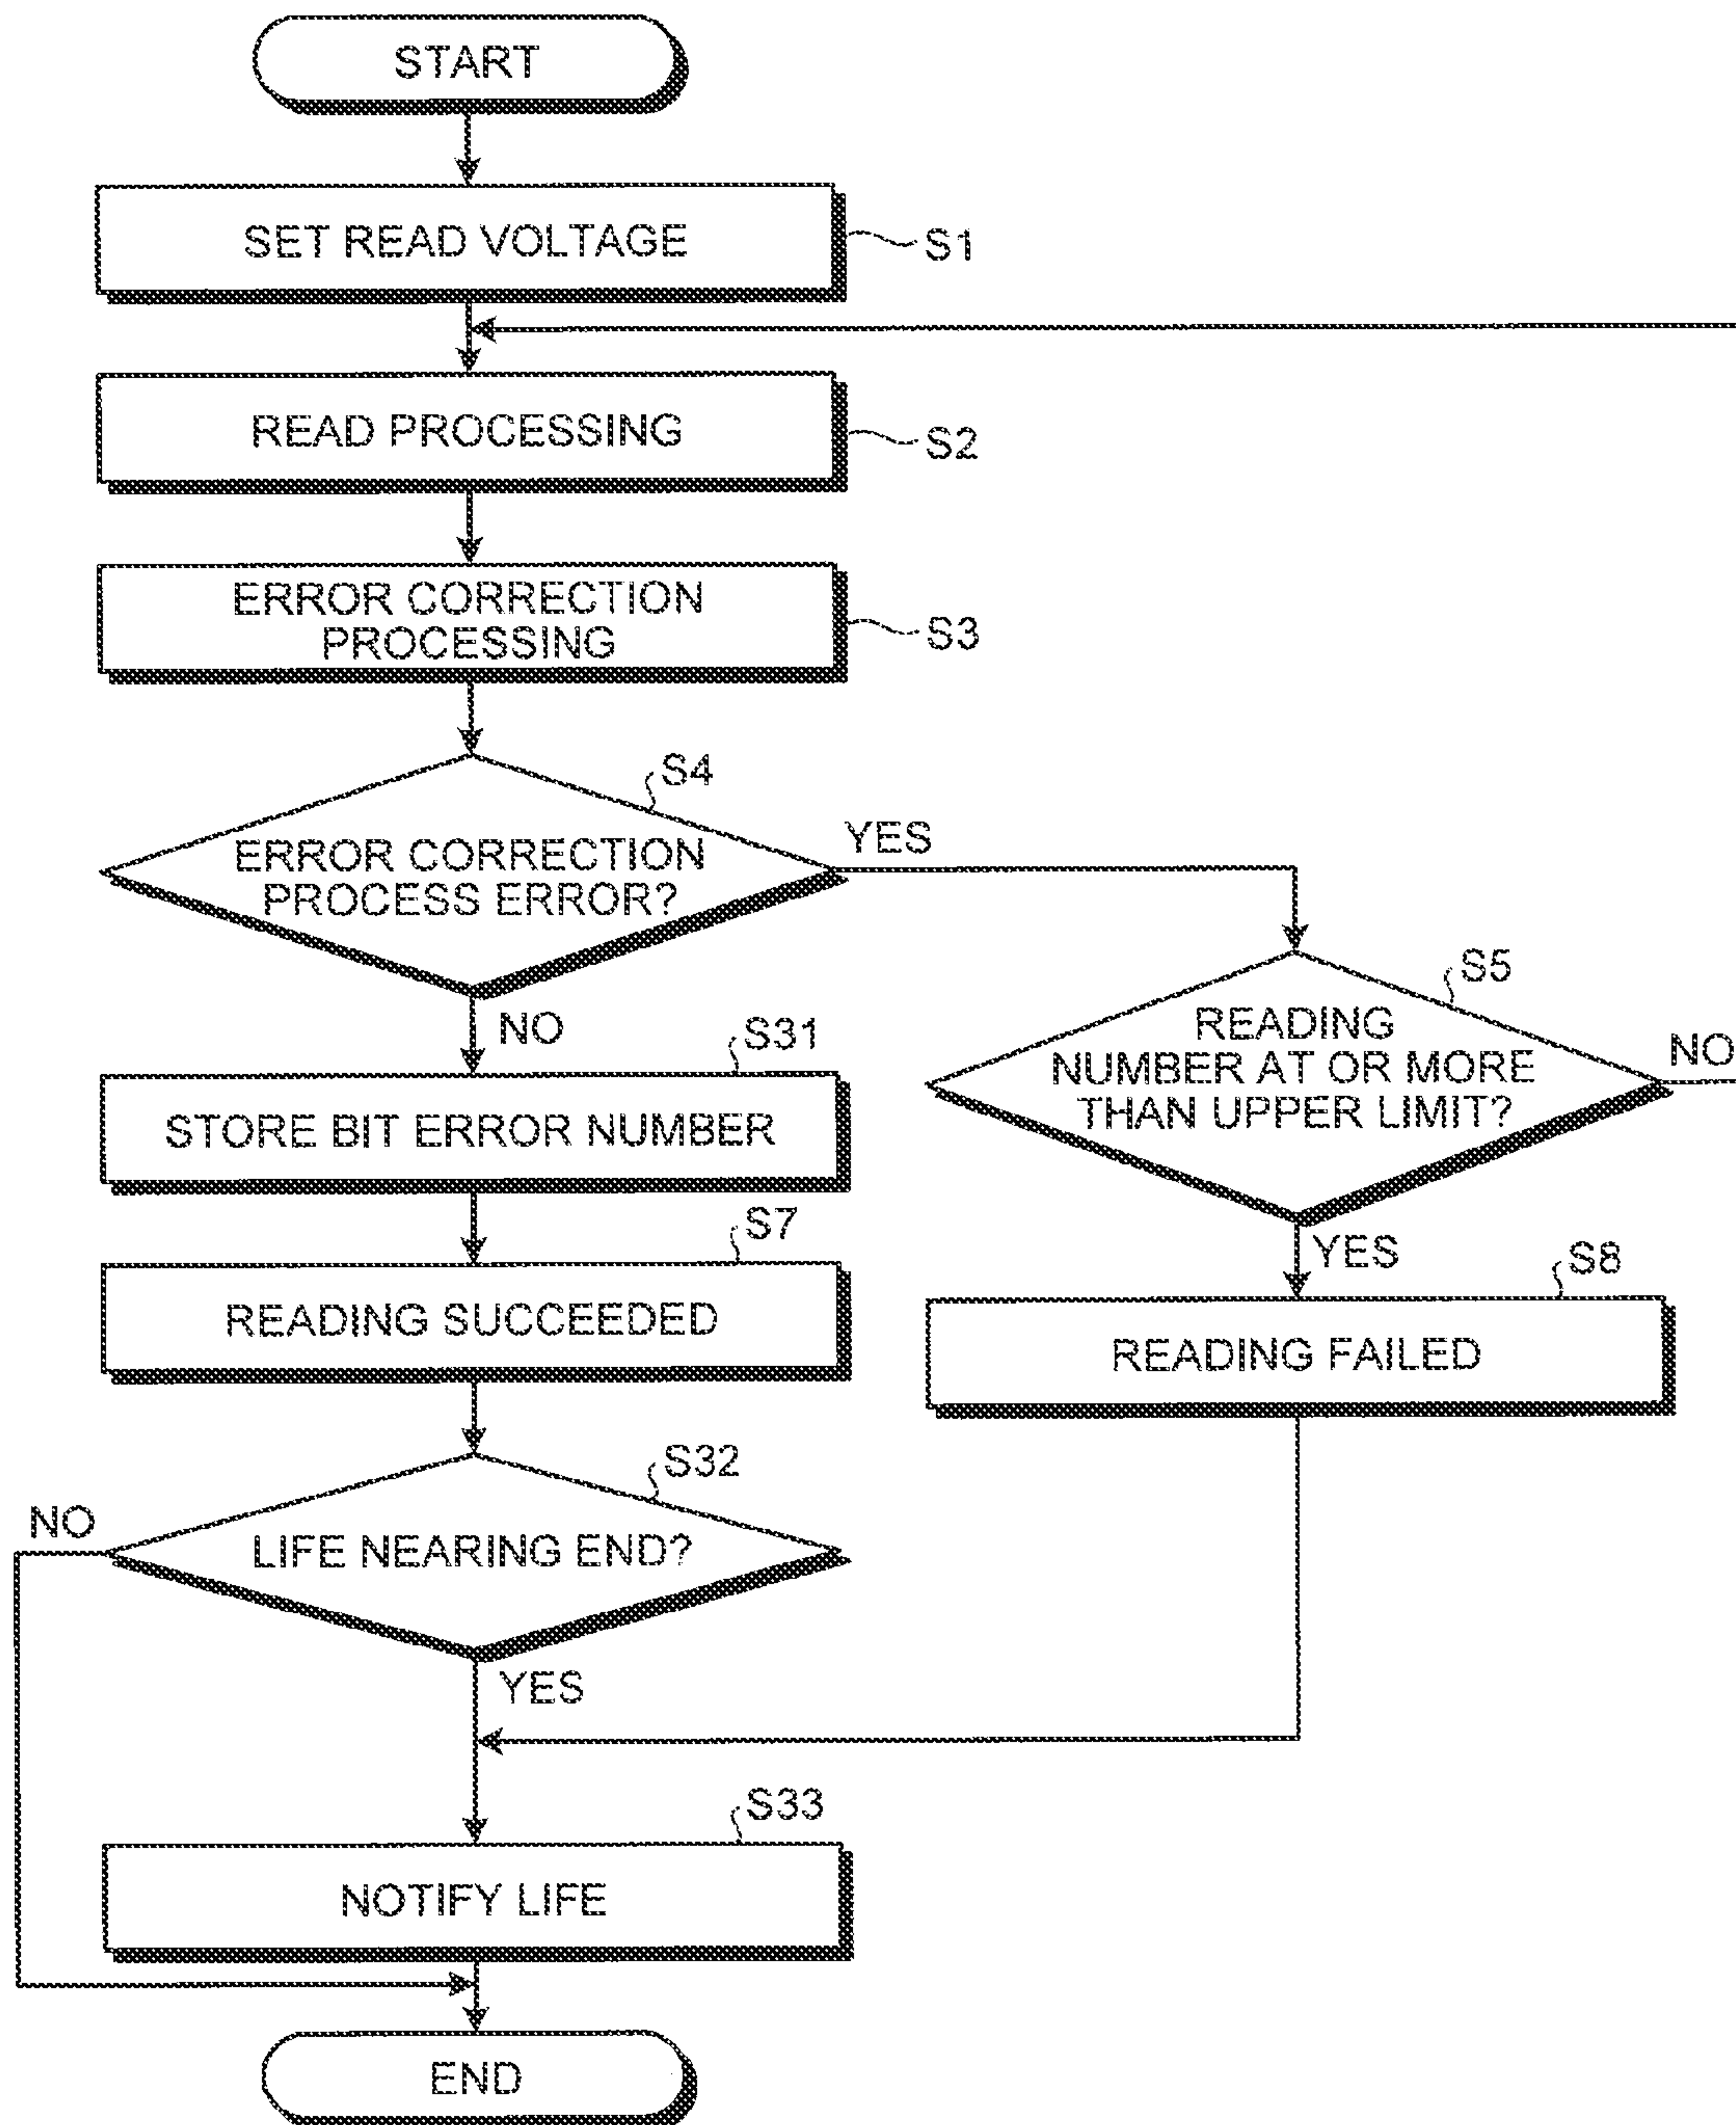 START
SET READ VOLTAGE
S1
READ PROCESSING
S2
ERROR CORRECTION
PROCESSING
S3
S4
ERROR CORRECTION
PROCESS ERROR?
YES
NO
S5
READING
NUMBER AT OR MORE
THAN UPPER LIMIT?
NO
YES
S31
STORE BIT ERROR NUMBER
S7
READING SUCCEEDED
S8
READING FAILED
S32
LIFE NEARING END?
NO
YES
S33
NOTIFY LIFE
END